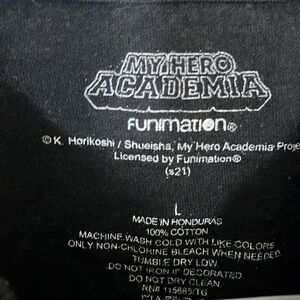 MY HERO
ACADEMIA
FUNIMATION®
© K. Horikoshi / Shueisha, My Hero Academia Proje
Licensed by Funimation®
(s21)
L
MADE IN HONDURAS
100% COTTON
MACHINE WASH COLD WITH LIKE COLORS
ONLY NON-CHLORINE BLEACH WHEN NEEDED
TUMBLE DRY LOW
DO NOT IRON IF DECORATED
DO NOT DRY CLEAN